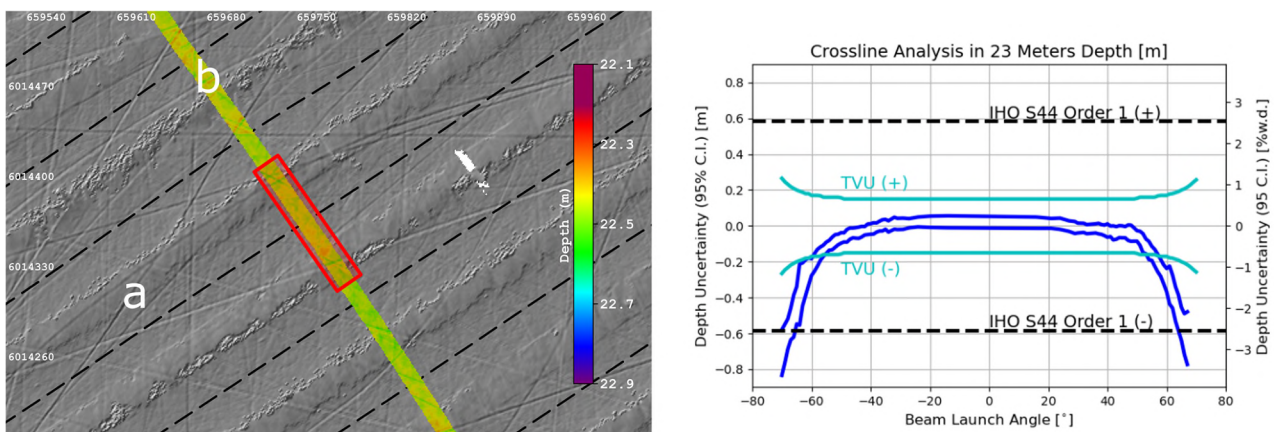 659540 659610 659680 659750 659820 659890 659960
6014470
6014400
6014330
6014260
b
a
Depth (m)
22.1
22.3
22.5
22.7
22.9
Crossline Analysis in 23 Meters Depth [m]
Depth Uncertainty (95% C.I.) [m]
0.8
0.6
0.4
0.2
0.0
−0.2
−0.4
−0.6
−0.8
IHO S44 Order 1 (+)
TVU (+)
TVU (-)
IHO S44 Order 1 (-)
3
2
1
0
−1
−2
−3
Depth Uncertainty (95 C.I.) [%w.d.]
−80 −60 −40 −20 0 20 40 60 80
Beam Launch Angle [°]